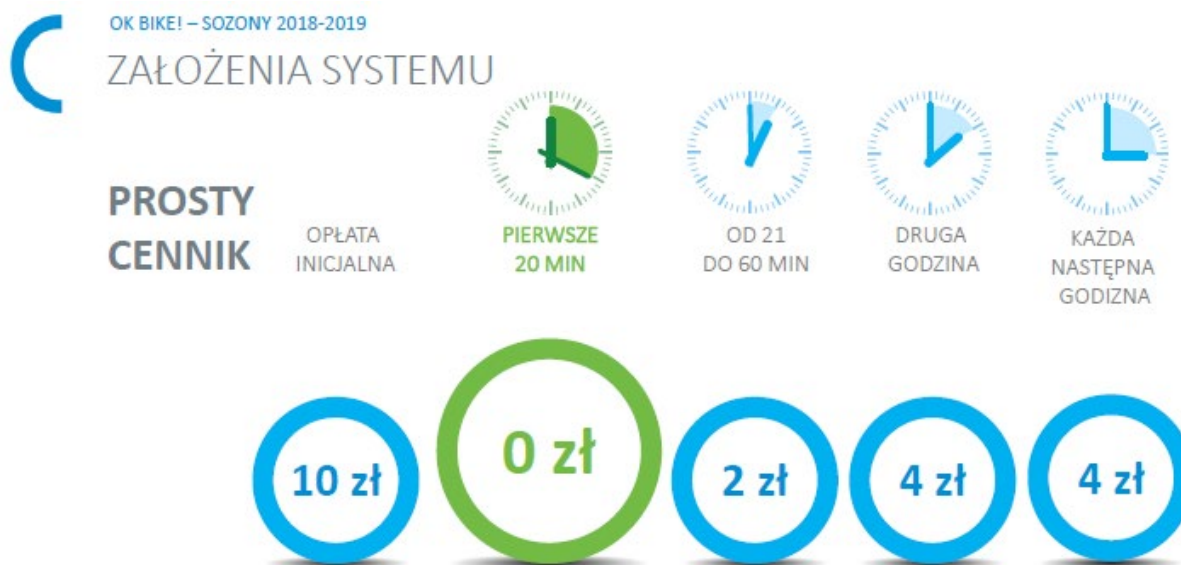 OK BIKE! – SOZONY 2018-2019
ZAŁOŻENIA SYSTEMU
PROSTY
CENNIK
OPŁATA
INICJALNA
PIERWSZE
20 MIN
OD 21
DO 60 MIN
DRUGA
GODZINA
KAŻDA
NASTĘPNA
GODIZNA
10 zł
0 zł
2 zł
4 zł
4 zł